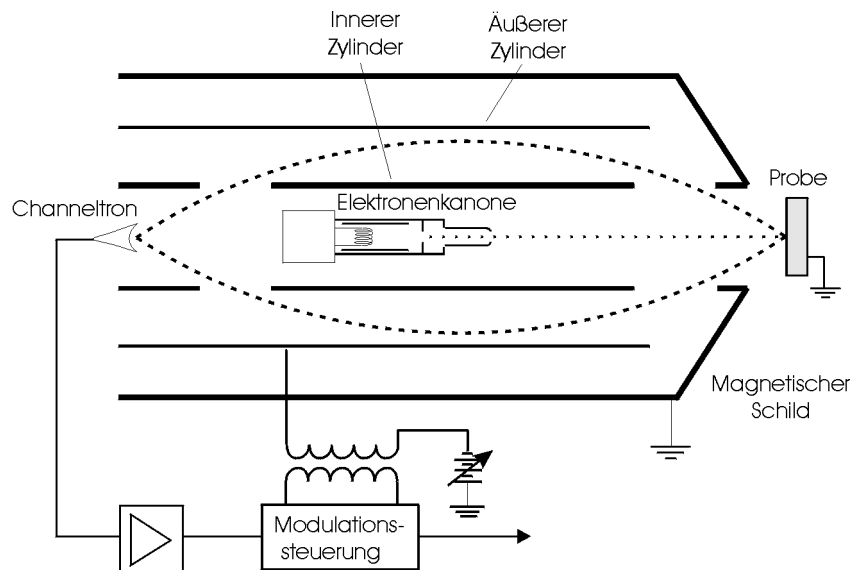 Innerer
Zylinder
Äußerer
Zylinder
Channeltron
Elektronenkanone
Probe
Magnetischer
Schild
Modulations-
steuerung